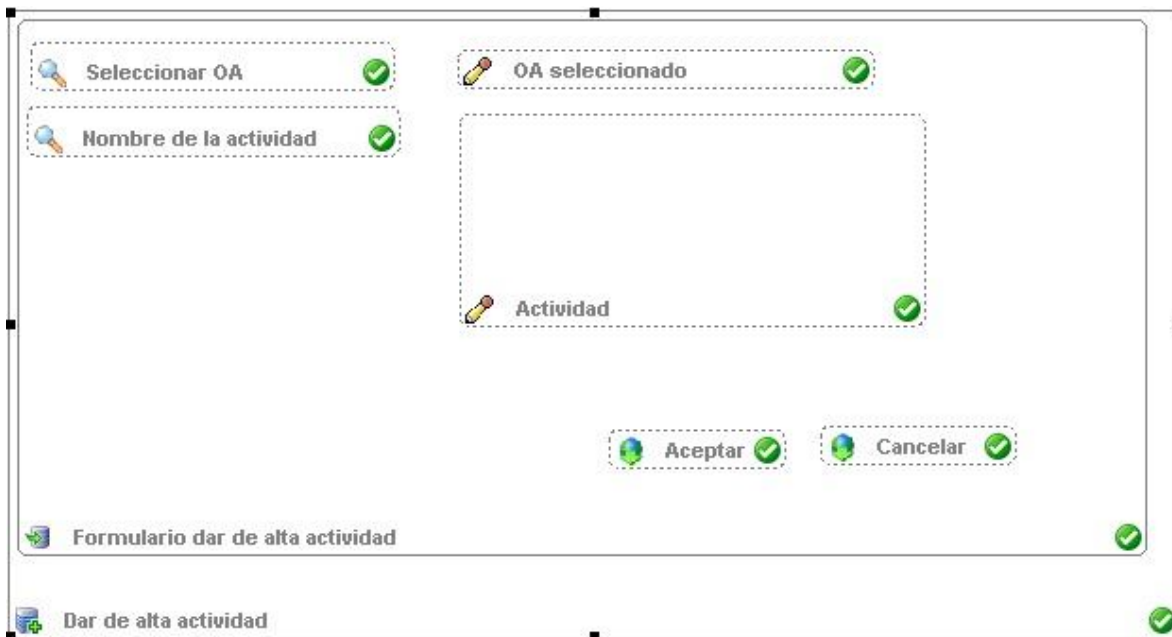 Seleccionar OA
OA seleccionado
Nombre de la actividad
Actividad
Aceptar
Cancelar
Formulario dar de alta actividad
Dar de alta actividad